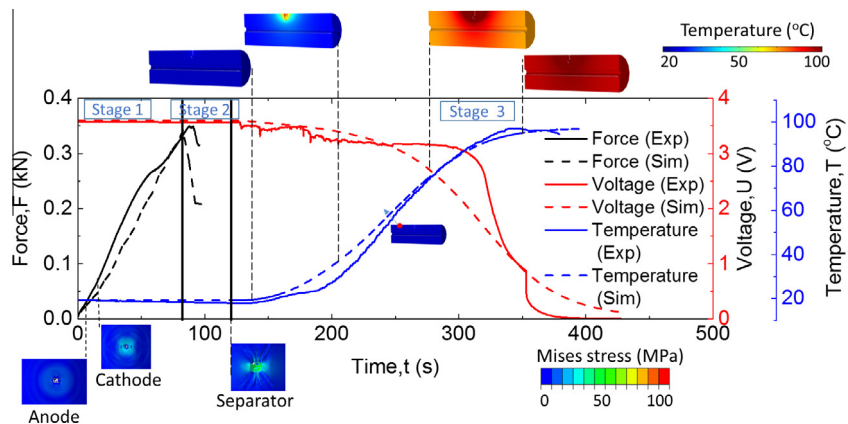 Temperature (°C)
20 50 100
Stage 1 Stage 2 Stage 3
0.4
0.3
0.2
0.1
0.0
Force,F (kN)
Force (Exp)
Force (Sim)
Voltage (Exp)
Voltage (Sim)
Temperature
(Exp)
Temperature
(Sim)
4
3
2
1
0
Voltage,U (V)
100
80
60
40
20
Temperature,T (°C)
0 100 200 300 400 500
Time,t (s)
Anode
Cathode
Separator
Mises stress (MPa)
0 50 100